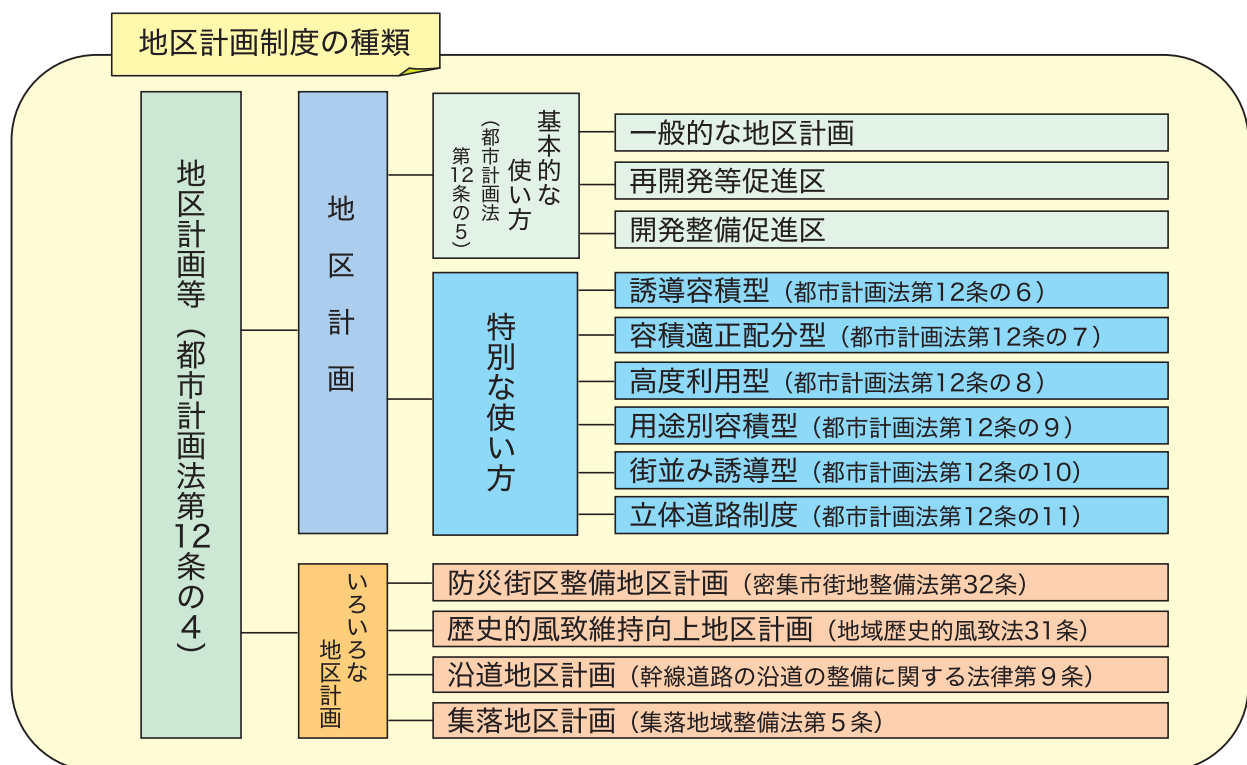 地区計画制度の種類
地区計画等（都市計画法第12条の4）
地区計画
基本的な
使い方
（都市計画法
第12条の5）
一般的な地区計画
再開発等促進区
開発整備促進区
特別な使い方
誘導容積型（都市計画法第12条の６）
容積適正配分型（都市計画法第12条の７）
高度利用型（都市計画法第12条の８）
用途別容積型（都市計画法第12条の９）
街並み誘導型（都市計画法第12条の10）
立体道路制度（都市計画法第12条の11）
いろいろな
地区計画
防災街区整備地区計画（密集市街地整備法第32条）
歴史的風致維持向上地区計画（地域歴史的風致法31条）
沿道地区計画（幹線道路の沿道の整備に関する法律第９条）
集落地区計画（集落地域整備法第５条）